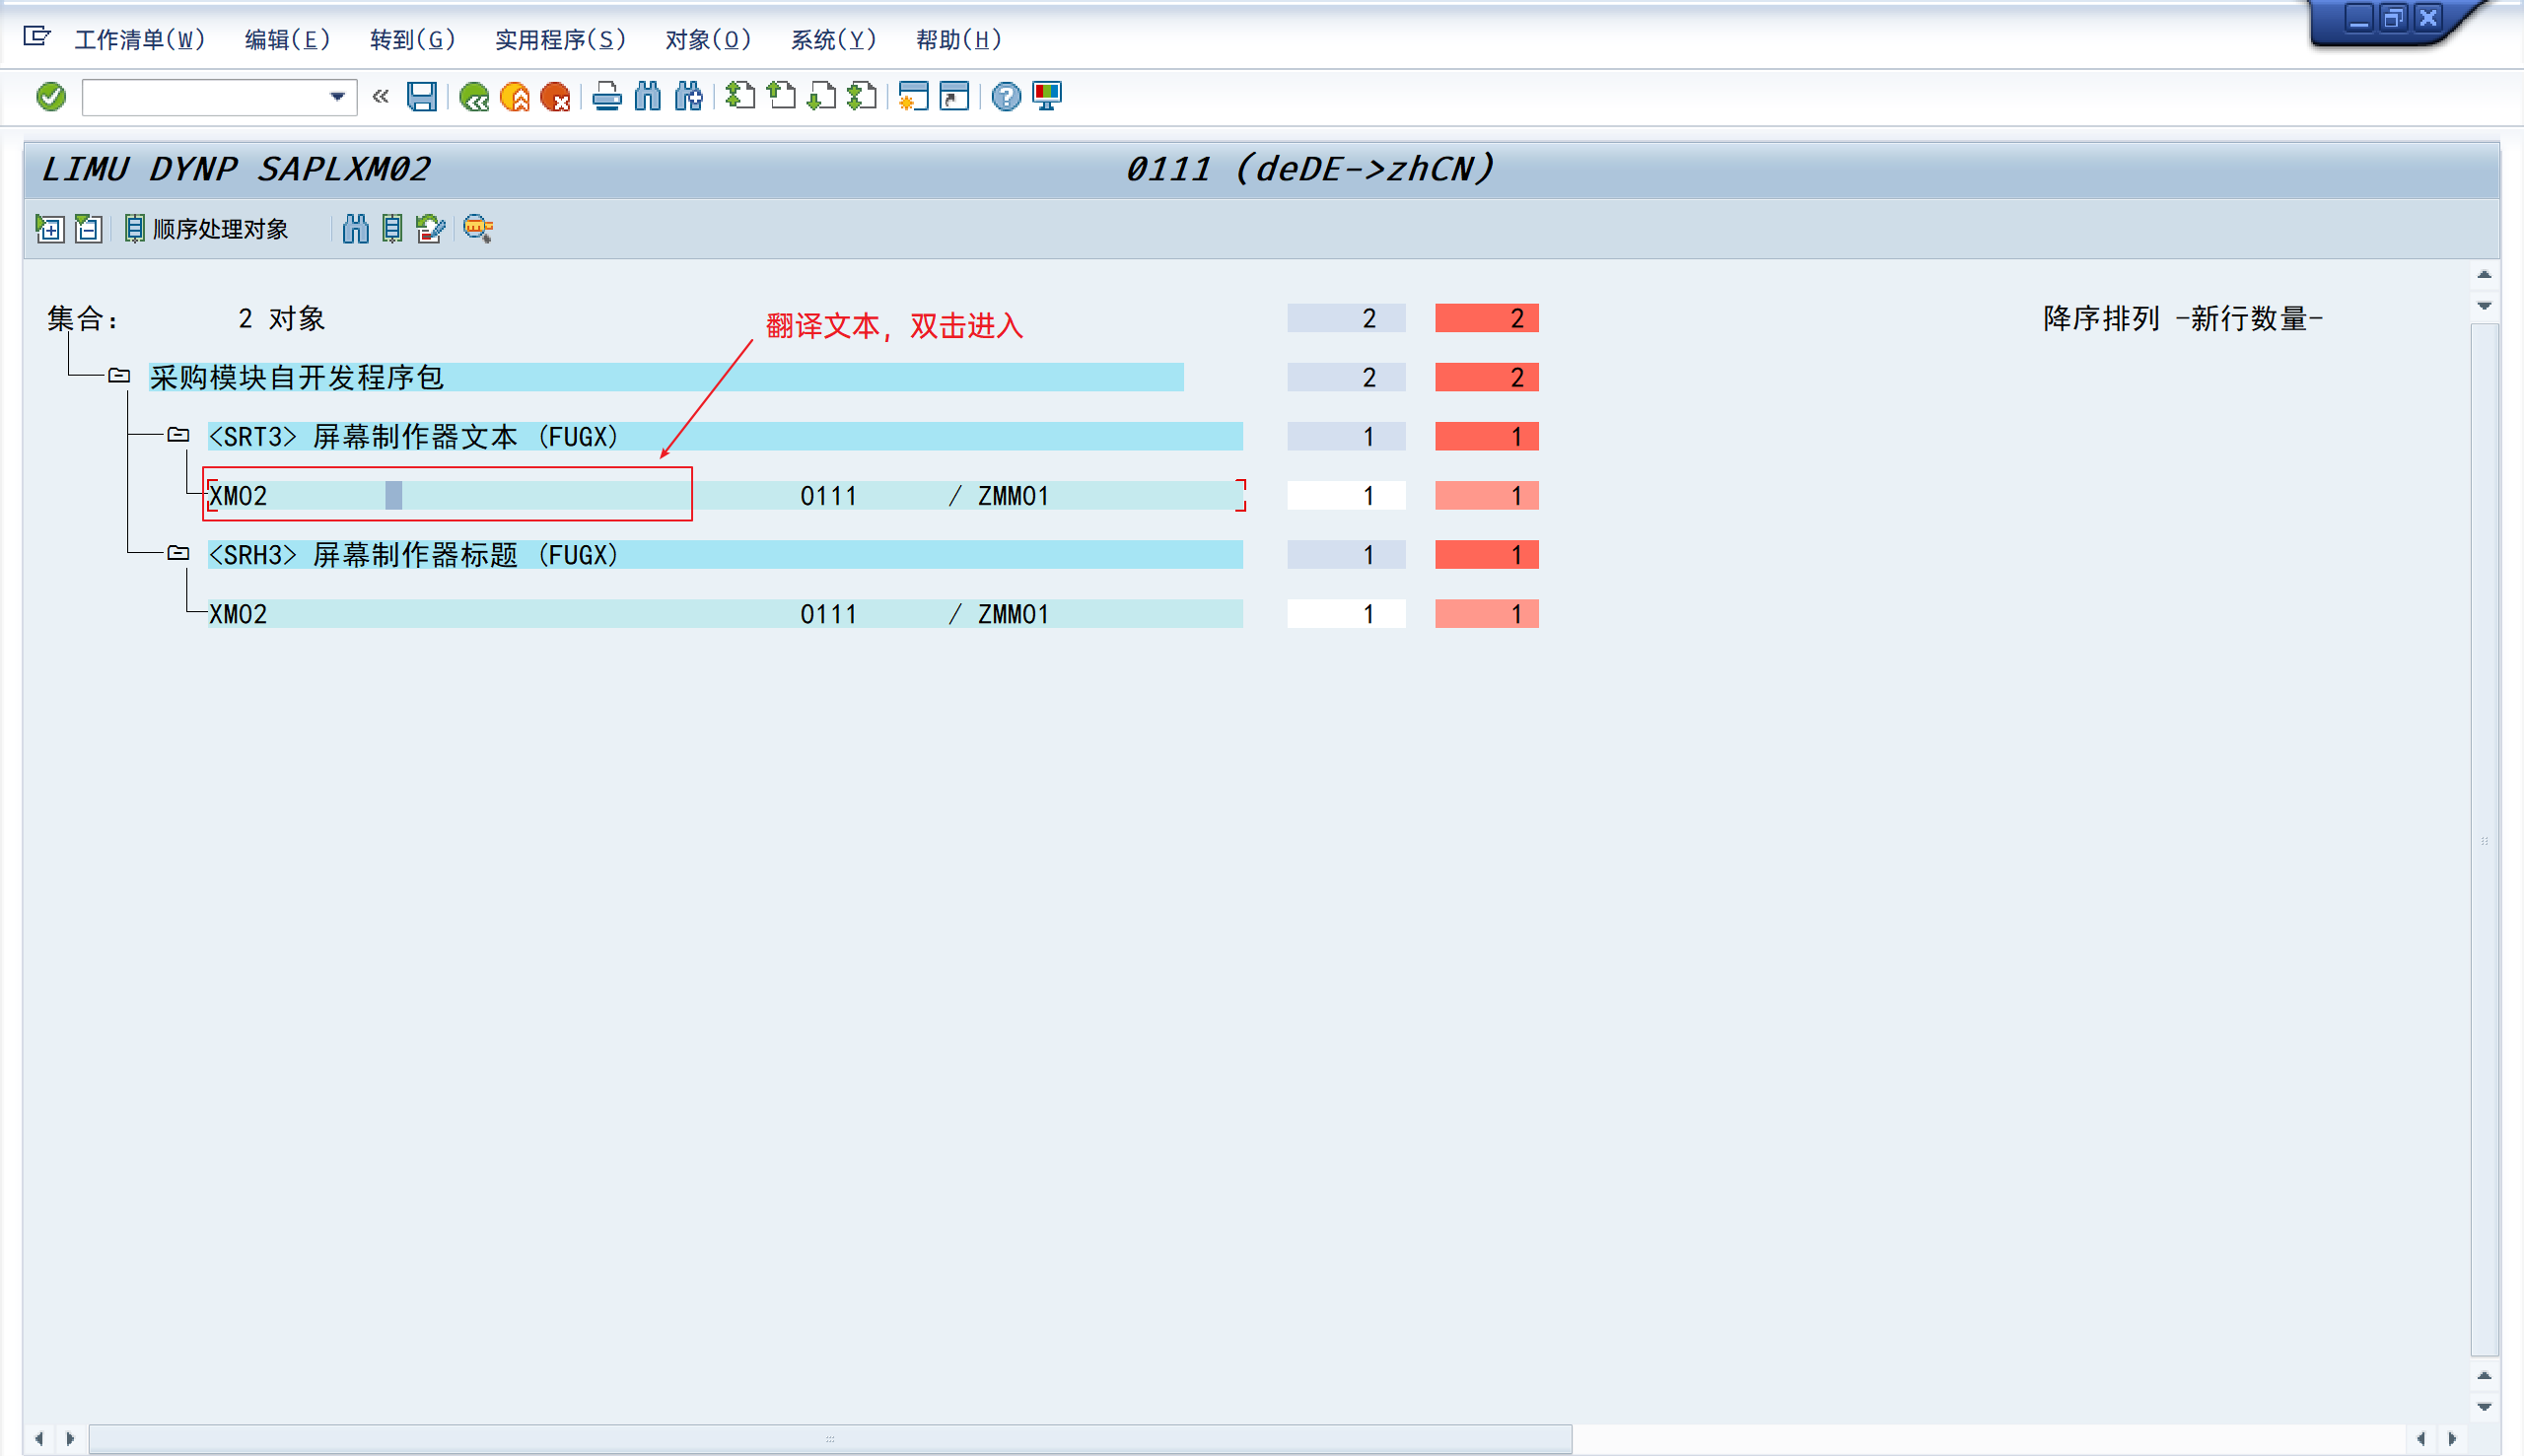 工作清单(W) 编辑(E) 转到(G) 实用程序(S) 对象(O) 系统(Y) 帮助(H)
LIMU DYNP SAPLXM02 0111 (deDE->zhCN)
顺序处理对象
集合: 2 对象 2 2 降序排列 -新行数量-
翻译文本，双击进入
采购模块自开发程序包 2 2
<SRT3> 屏幕制作器文本 (FUGX) 1 1
XM02 0111 / ZMM01 1 1
<SRH3> 屏幕制作器标题 (FUGX) 1 1
XM02 0111 / ZMM01 1 1